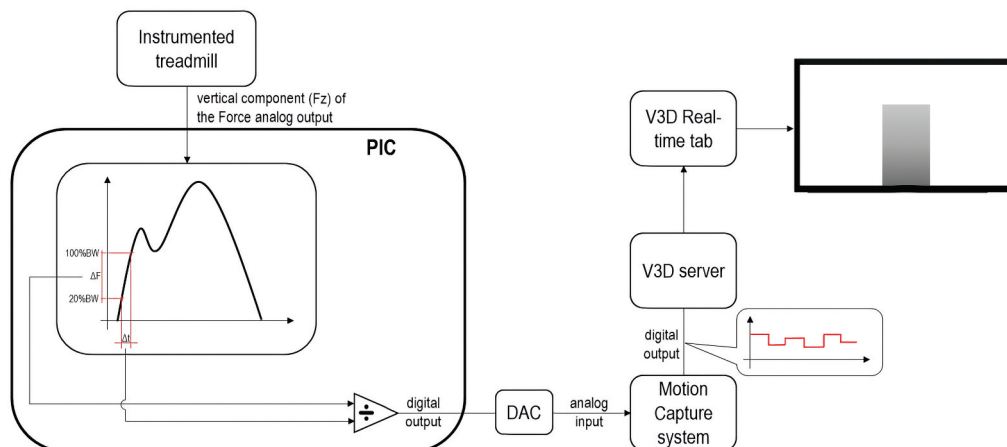 Instrumented
treadmill
vertical component (Fz) of
the Force analog output
PIC
100%BW
ΔF
20%BW
Δt
÷
digital
output
DAC
analog
input
Motion
Capture
system
digital
output
V3D server
V3D Real-
time tab